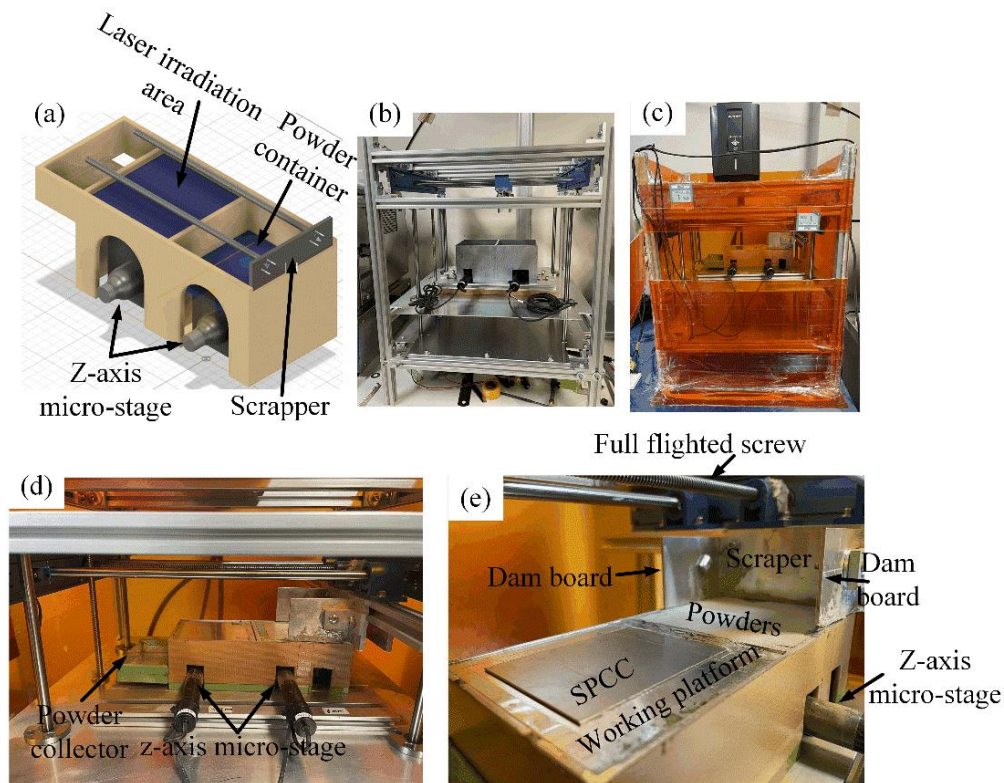 (a)
Laser irradiation
area
Powder
container
Z-axis
micro-stage
Scrapper
(b)
(c)
(d)
Powder
collector
z-axis micro-stage
(e)
Full flighted screw
Dam board
Scraper
Dam
board
Powders
SPCC
Working platform
Z-axis
micro-stage